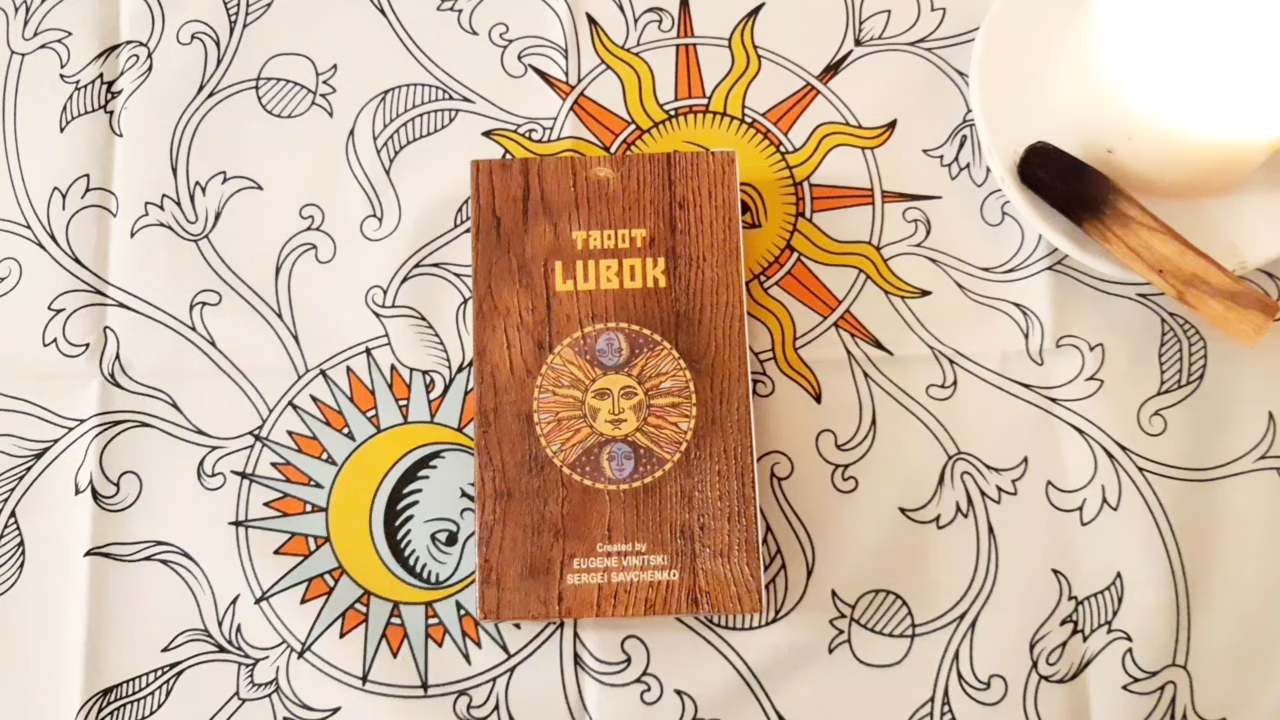 TAROT
LUBOK
Created by
EUGENE VINITSKI
SERGEI SAVCHENKO